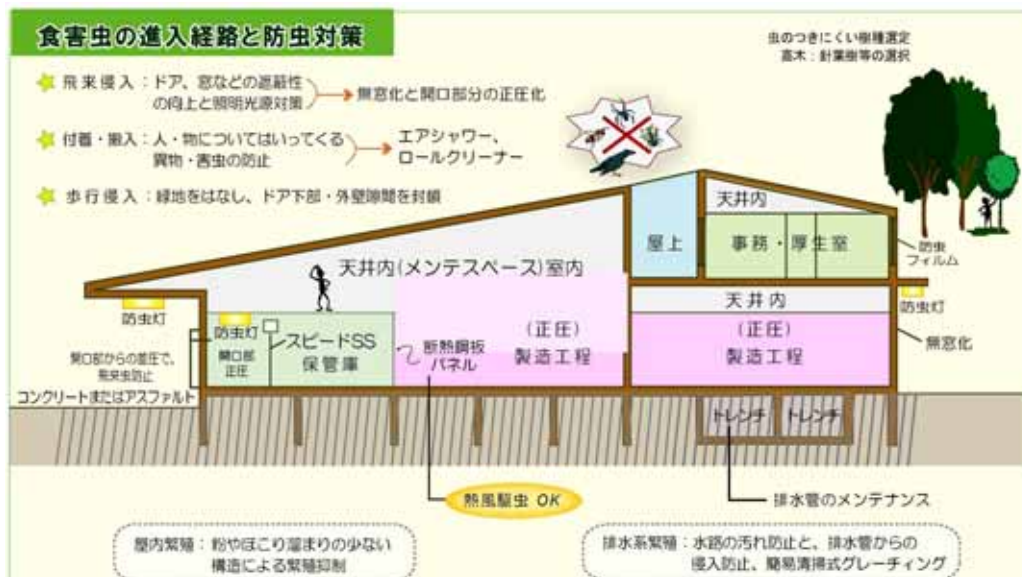 食害虫の進入経路と防虫対策
虫のつきにくい樹種選定
高木：針葉樹等の選択
飛来侵入：ドア、窓などの遮蔽性
の向上と照明光源対策
無窓化と開口部分の正圧化
付着・搬入：人・物についてはいってくる
異物・害虫の防止
エアシャワー、
ロールクリーナー
歩行侵入：緑地をはなし、ドア下部・外壁隙間を封鎖
天井内
屋上
事務・厚生室
防虫
フィルム
天井内(メンテスペース)室内
天井内
防虫灯
防虫灯
防虫灯
開口部
正圧
スピードSS
保管庫
断熱鋼板
パネル
(正圧)
製造工程
(正圧)
製造工程
無窓化
開口部からの差圧で、
飛来虫防止
コンクリートまたはアスファルト
トレンチ
トレンチ
熱風駆虫 OK
排水管のメンテナンス
屋内繁殖：粉やほこり溜まりの少ない
構造による繁殖抑制
排水系繁殖：水路の汚れ防止と、排水管からの
侵入防止、簡易清掃式グレーチング